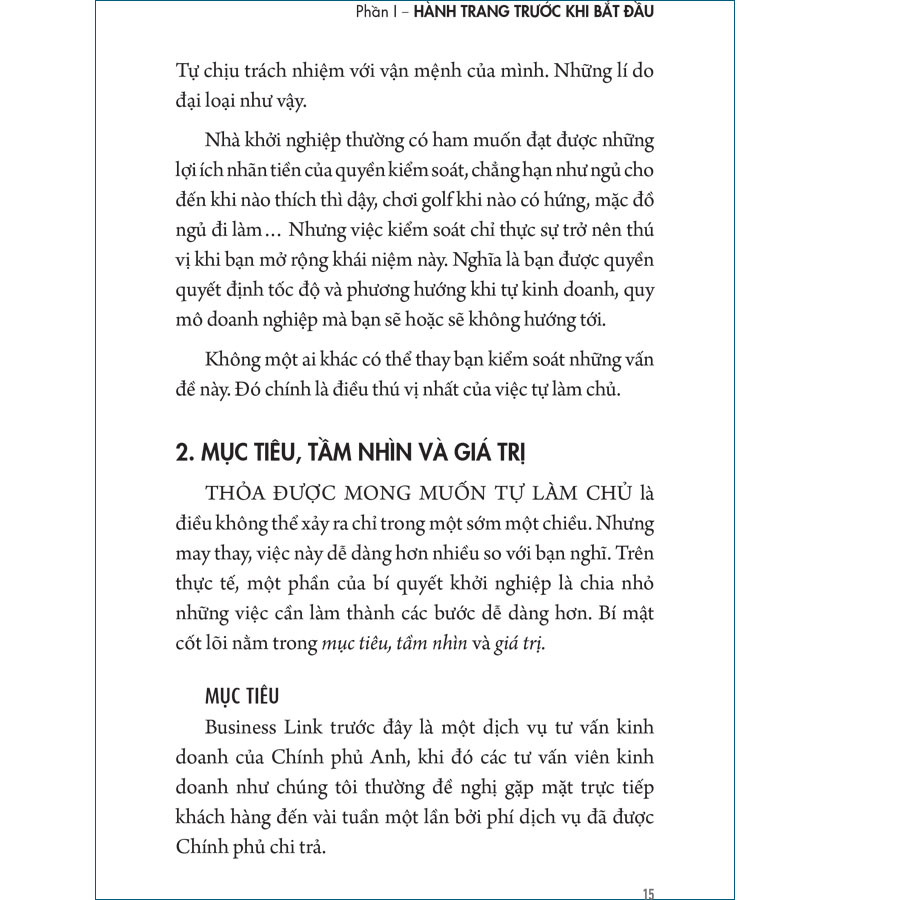 Phần I – HÀNH TRANG TRƯỚC KHI BẮT ĐẦU
Tự chịu trách nhiệm với vận mệnh của mình. Những lí do
đại loại như vậy.
Nhà khởi nghiệp thường có ham muốn đạt được những
lợi ích nhãn tiền của quyền kiểm soát, chẳng hạn như ngủ cho
đến khi nào thích thì dậy, chơi golf khi nào có hứng, mặc đồ
ngủ đi làm... Nhưng việc kiểm soát chỉ thực sự trở nên thú
vị khi bạn mở rộng khái niệm này. Nghĩa là bạn được quyền
quyết định tốc độ và phương hướng khi tự kinh doanh, quy
mô doanh nghiệp mà bạn sẽ hoặc sẽ không hướng tới.
Không một ai khác có thể thay bạn kiểm soát những vấn
đề này. Đó chính là điều thú vị nhất của việc tự làm chủ.
2. MỤC TIÊU, TẦM NHÌN VÀ GIÁ TRỊ
THỎA ĐƯỢC MONG MUỐN TỰ LÀM CHỦ là
điều không thể xảy ra chỉ trong một sớm một chiều. Nhưng
may thay, việc này dễ dàng hơn nhiều so với bạn nghĩ. Trên
thực tế, một phần của bí quyết khởi nghiệp là chia nhỏ
những việc cần làm thành các bước dễ dàng hơn. Bí mật
cốt lõi nằm trong mục tiêu, tầm nhìn và giá trị.
MỤC TIÊU
Business Link trước đây là một dịch vụ tư vấn kinh
doanh của Chính phủ Anh, khi đó các tư vấn viên kinh
doanh như chúng tôi thường đề nghị gặp mặt trực tiếp
khách hàng đến vài tuần một lần bởi phí dịch vụ đã được
Chính phủ chi trả.
15